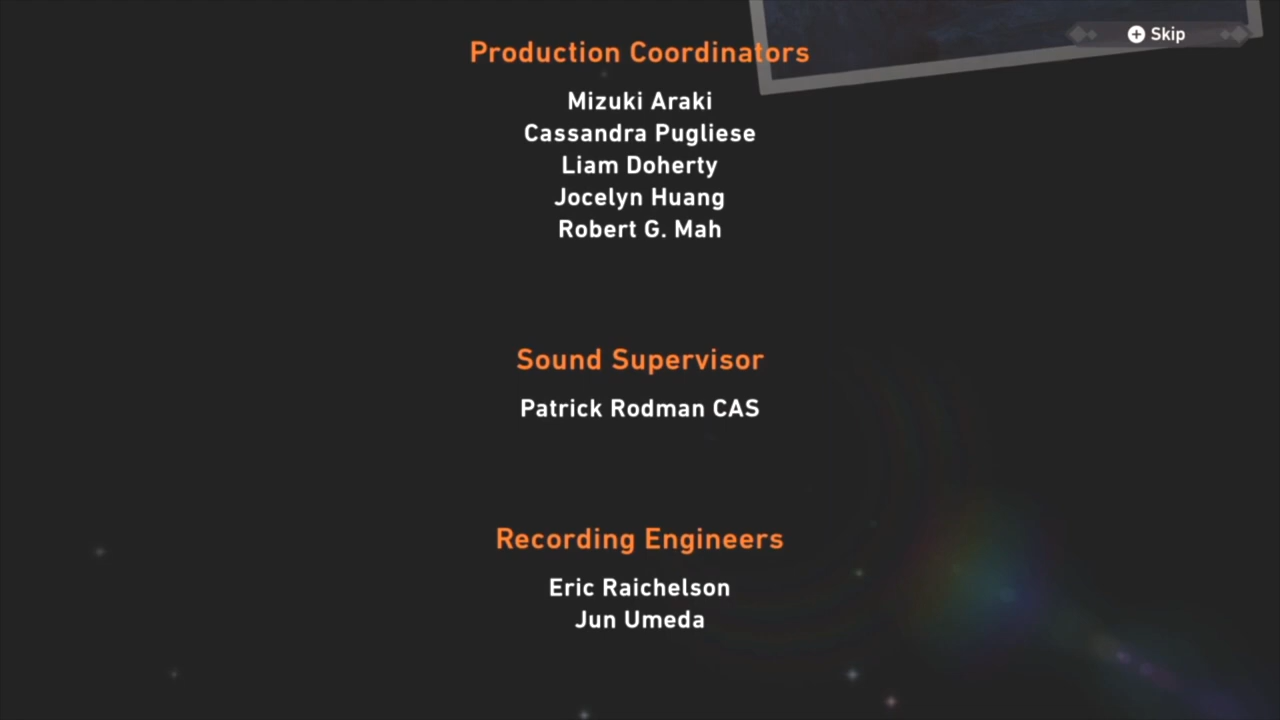 Skip
Production Coordinators
Mizuki Araki
Cassandra Pugliese
Liam Doherty
Jocelyn Huang
Robert G. Mah
Sound Supervisor
Patrick Rodman CAS
Recording Engineers
Eric Raichelson
Jun Umeda